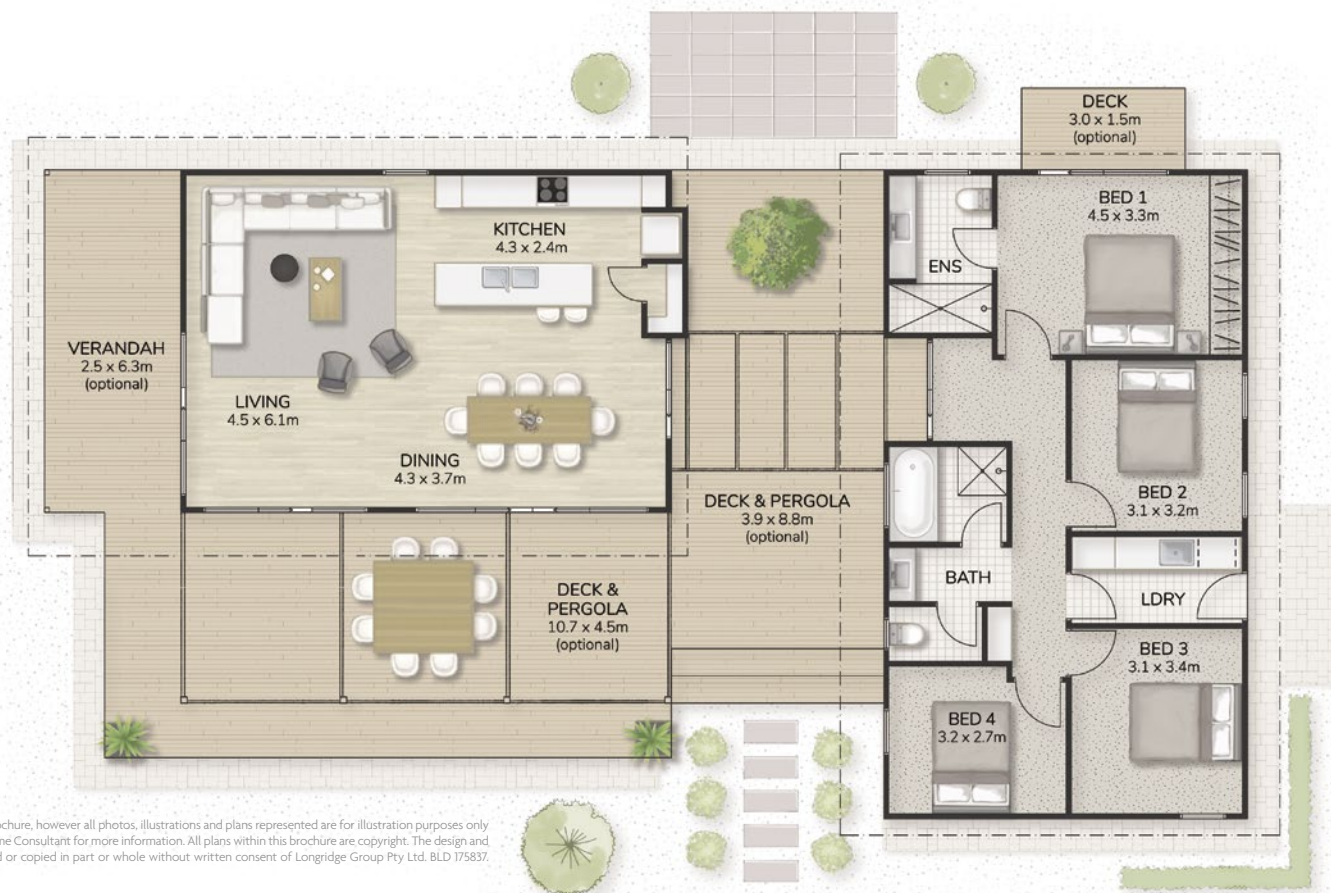 DECK
3.0 x 1.5m
(optional)
BED 1
4.5 x 3.3m
KITCHEN
4.3 x 2.4m
ENS
VERANDAH
2.5 x 6.3m
(optional)
LIVING
4.5 x 6.1m
DINING
4.3 x 3.7m
DECK & PERGOLA
3.9 x 8.8m
(optional)
BED 2
3.1 x 3.2m
BATH
LDRY
DECK &
PERGOLA
10.7 x 4.5m
(optional)
BED 3
3.1 x 3.4m
BED 4
3.2 x 2.7m
ochure, however all photos, illustrations and plans represented are for illustration purposes only
me Consultant for more information. All plans within this brochure are copyright. The design and
d or copied in part or whole without written consent of Longridge Group Pty Ltd. BLD 175837.